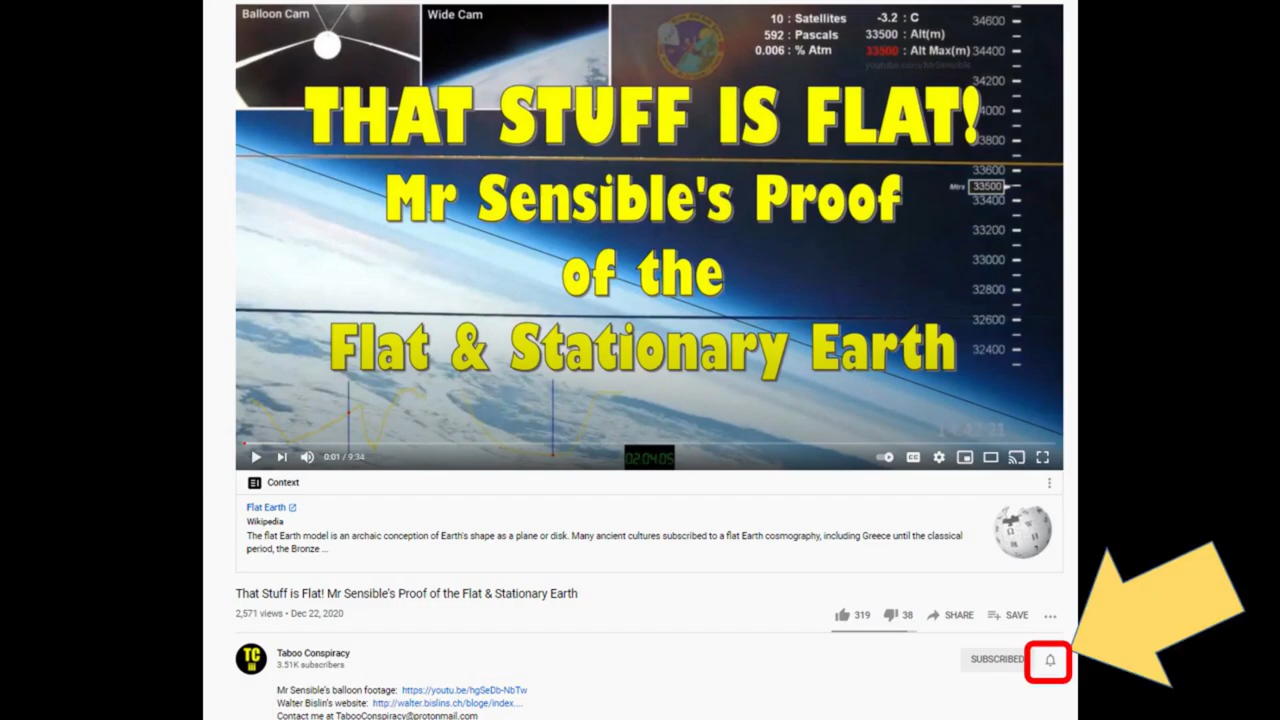 Balloon Cam
Wide Cam
10 : Satellites
-3.2 : C
592 : Pascals
33500 : Alt(m)
0.006 : % Atm
33500 : Alt Max(m)
youtube.com/MrSensible
34600
34400
34200
34000
33800
33600
Mtrs 33500
33400
33200
33000
32800
32600
32400
THAT STUFF IS FLAT!
Mr Sensible's Proof
of the
Flat & Stationary Earth
02:04:05
0:01 / 9:34
CC
Context
Flat Earth
Wikipedia
The flat Earth model is an archaic conception of Earth's shape as a plane or disk. Many ancient cultures subscribed to a flat Earth cosmography, including Greece until the classical
period, the Bronze ...
That Stuff is Flat! Mr Sensible's Proof of the Flat & Stationary Earth
2,571 views • Dec 22, 2020
319
38
SHARE
SAVE
TC
iii
Taboo Conspiracy
3.51K subscribers
SUBSCRIBED
Mr Sensible's balloon footage: https://youtu.be/hgSeDb-NbTw
Walter Bislin's website: http://walter.bislins.ch/bloge/index....
Contact me at TabooConspiracy@protonmail.com